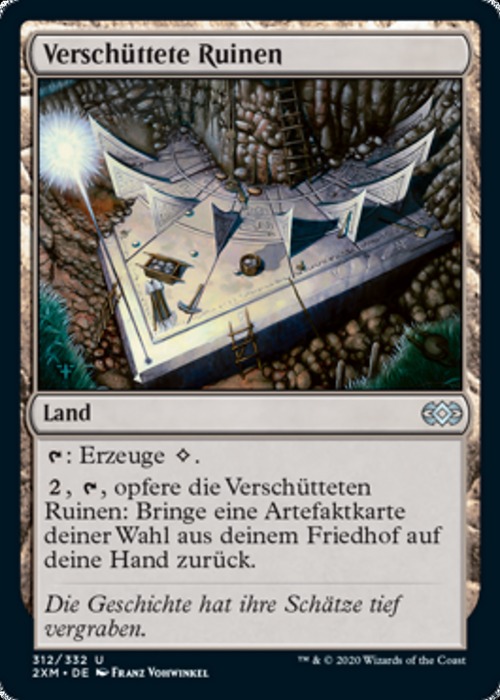 Verschüttete Ruinen
Land
: Erzeuge .
2, , opfere die Verschütteten
Ruinen: Bringe eine Artefaktkarte
deiner Wahl aus deinem Friedhof auf
deine Hand zurück.
Die Geschichte hat ihre Schätze tief
vergraben.
312/332 U
2XM • DE Franz Vohwinkel
™ & © 2020 Wizards of the Coast